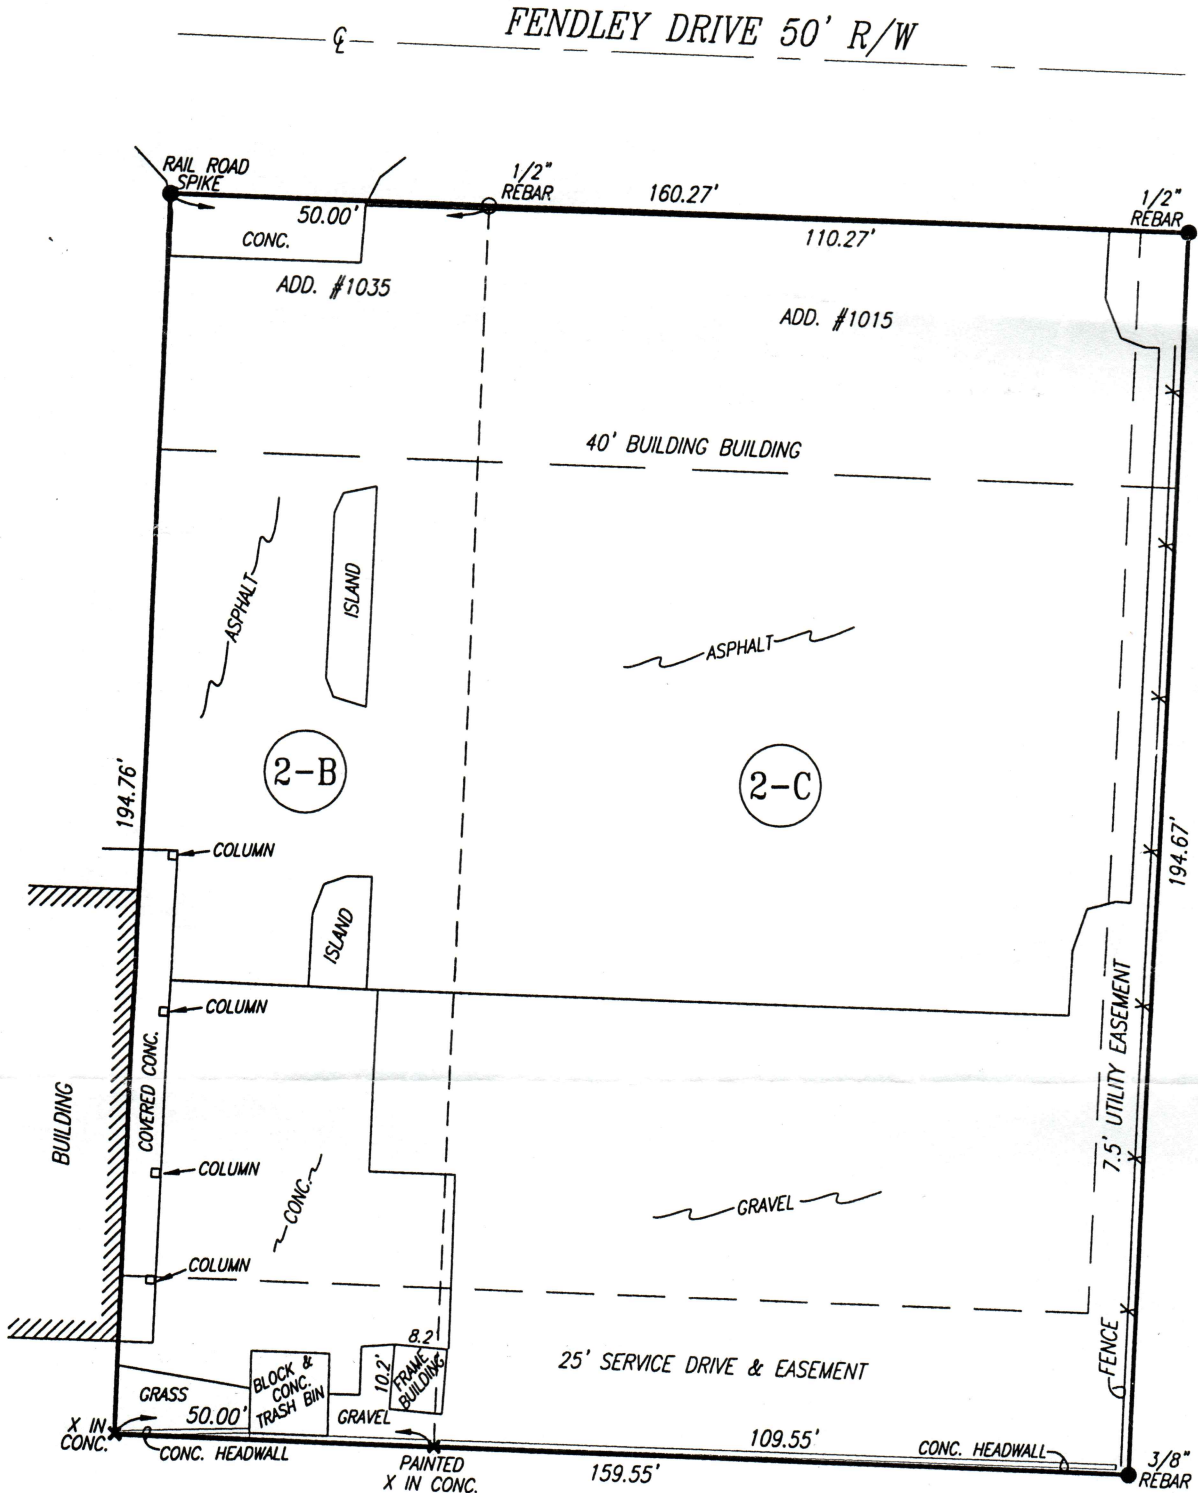 FENDLEY DRIVE 50' R/W
RAIL ROAD
SPIKE
1/2"
REBAR
160.27'
1/2"
REBAR
50.00'
110.27'
CONC.
ADD. #1035
ADD. #1015
40' BUILDING BUILDING
ASPHALT
ISLAND
ASPHALT
2-B
2-C
194.76'
194.67'
COLUMN
ISLAND
COLUMN
COVERED CONC.
BUILDING
7.5' UTILITY EASEMENT
COLUMN
CONC.
GRAVEL
COLUMN
8.2'
10.2'
FRAME
BUILDING
25' SERVICE DRIVE & EASEMENT
FENCE
BLOCK &
CONC.
TRASH BIN
GRASS
50.00'
GRAVEL
X IN
CONC.
CONC. HEADWALL
109.55'
CONC. HEADWALL
PAINTED
X IN CONC.
159.55'
3/8"
REBAR